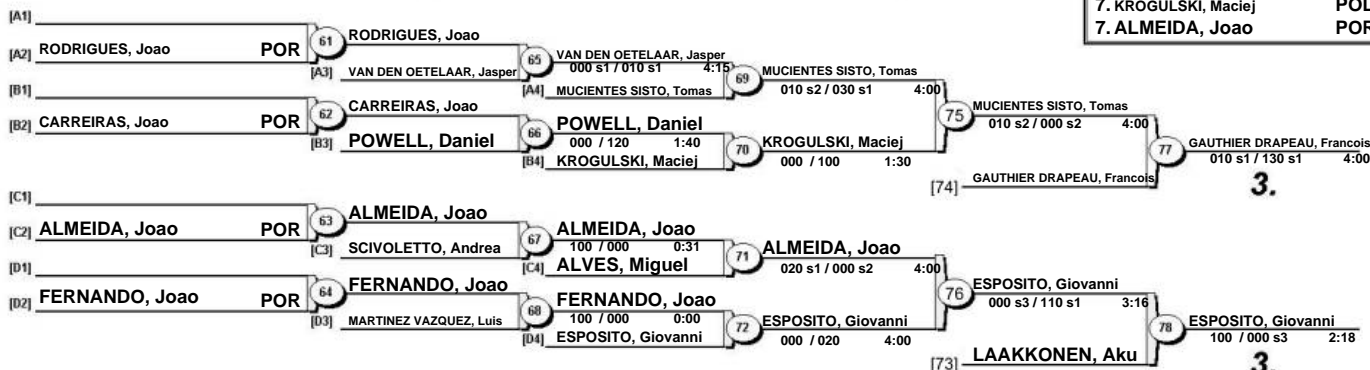 7. KROGULSKI, Maciej POL
7. ALMEIDA, Joao POR
[A1]
[A2] RODRIGUES, Joao POR
61
RODRIGUES, Joao
[A3] VAN DEN OETELAAR, Jasper
65
VAN DEN OETELAAR, Jasper
000 s1 / 010 s1 4:15
[A4] MUCIENTES SISTO, Tomas
69
MUCIENTES SISTO, Tomas
010 s2 / 030 s1 4:00
[B1]
[B2] CARREIRAS, Joao POR
62
CARREIRAS, Joao
[B3] POWELL, Daniel
66
POWELL, Daniel
000 / 120 1:40
[B4] KROGULSKI, Maciej
70
KROGULSKI, Maciej
000 / 100 1:30
75
MUCIENTES SISTO, Tomas
010 s2 / 000 s2 4:00
[74] GAUTHIER DRAPEAU, Francois
77
GAUTHIER DRAPEAU, Francois
010 s1 / 130 s1 4:00
3.
[C1]
[C2] ALMEIDA, Joao POR
63
ALMEIDA, Joao
[C3] SCIVOLETTO, Andrea
67
ALMEIDA, Joao
100 / 000 0:31
[C4] ALVES, Miguel
71
ALMEIDA, Joao
020 s1 / 000 s2 4:00
[D1]
[D2] FERNANDO, Joao POR
64
FERNANDO, Joao
[D3] MARTINEZ VAZQUEZ, Luis
68
FERNANDO, Joao
100 / 000 0:00
[D4] ESPOSITO, Giovanni
72
ESPOSITO, Giovanni
000 / 020 4:00
76
ESPOSITO, Giovanni
000 s3 / 110 s1 3:16
[73] LAAKKONEN, Aku
78
ESPOSITO, Giovanni
100 / 000 s3 2:18
3.